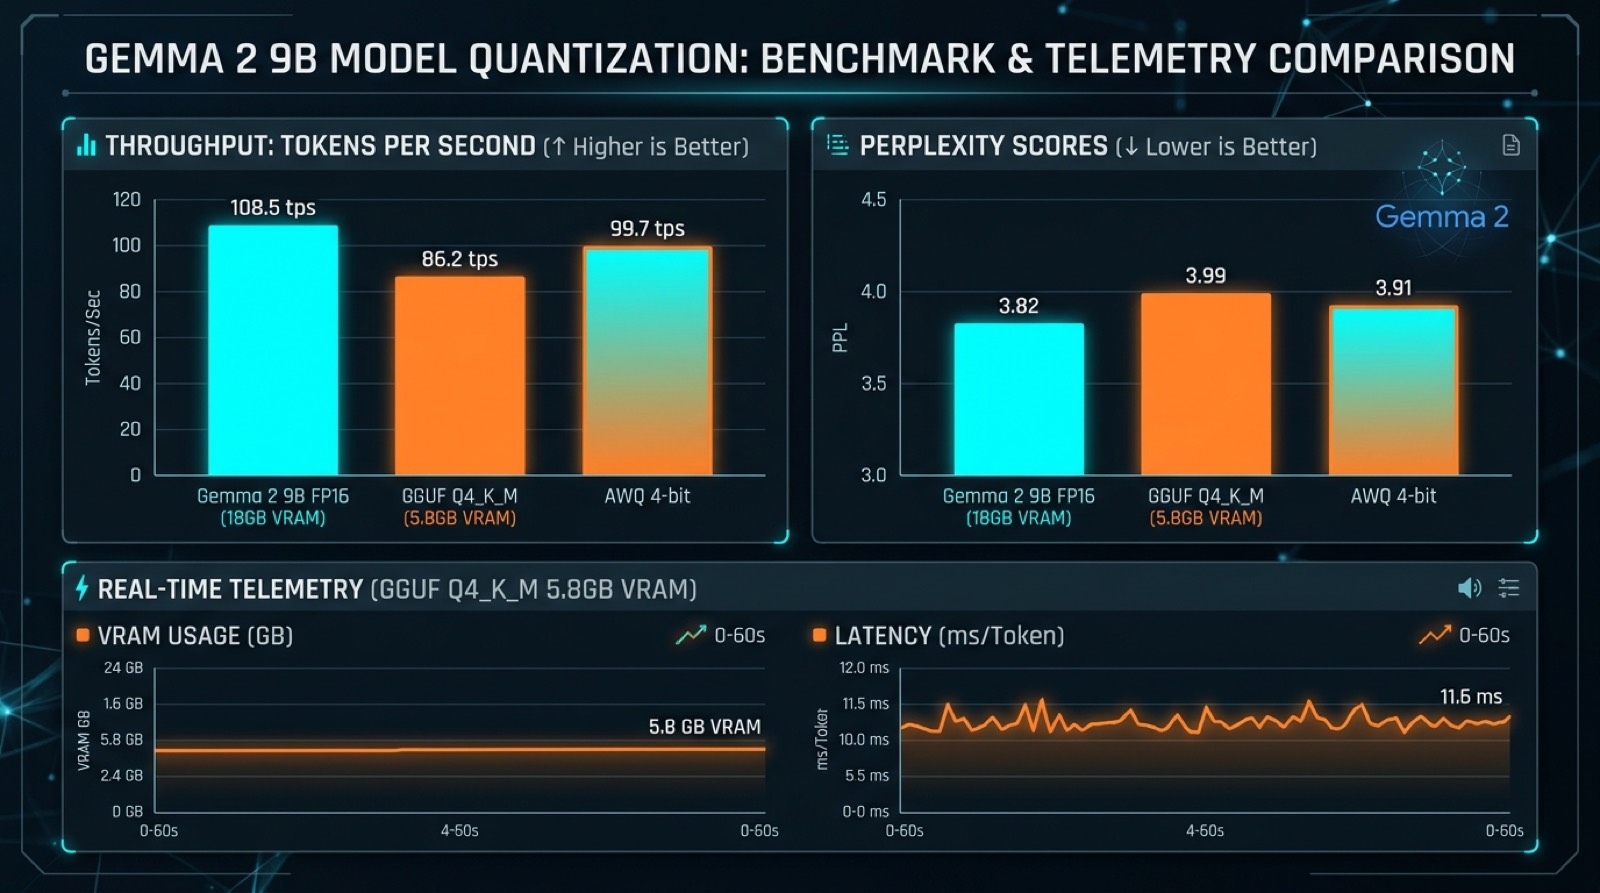 GEMMA 2 9B MODEL QUANTIZATION: BENCHMARK & TELEMETRY COMPARISON
THROUGHPUT: TOKENS PER SECOND (↑ Higher is Better)
120
100
80
60
40
20
0
Tokens/Sec
108.5 tps
86.2 tps
99.7 tps
Gemma 2 9B FP16
(18GB VRAM)
GGUF Q4_K_M
(5.8GB VRAM)
AWQ 4-bit
PERPLEXITY SCORES (↓ Lower is Better)
Gemma 2
4.5
4.0
3.5
3.0
PPL
3.82
3.99
3.91
Gemma 2 9B FP16
(18GB VRAM)
GGUF Q4_K_M
(5.8GB VRAM)
AWQ 4-bit
REAL-TIME TELEMETRY (GGUF Q4_K_M 5.8GB VRAM)
VRAM USAGE (GB)
0-60s
24 GB
1.6 GB
5.8 GB
2.4 GB
0 GB
VRAM GB
5.8 GB VRAM
0-60s
4-60s
0-60s
LATENCY (ms/Token)
0-60s
12.0 ms
11.5 ms
10.0 ms
5.5 ms
0-0 ms
ms/Token
11.6 ms
0-60s
4-60s
0-60s